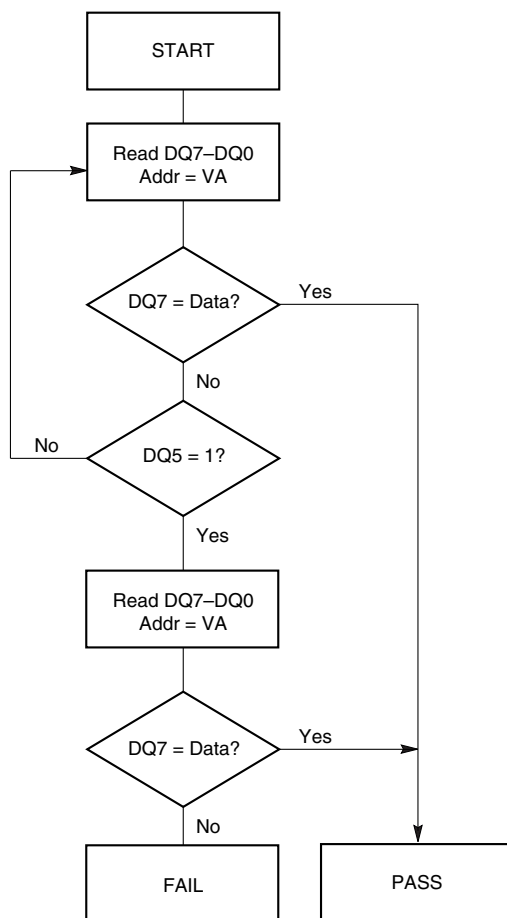 START
Read DQ7–DQ0
Addr = VA
DQ7 = Data?
Yes
No
No
DQ5 = 1?
Yes
Read DQ7–DQ0
Addr = VA
DQ7 = Data?
Yes
No
FAIL
PASS